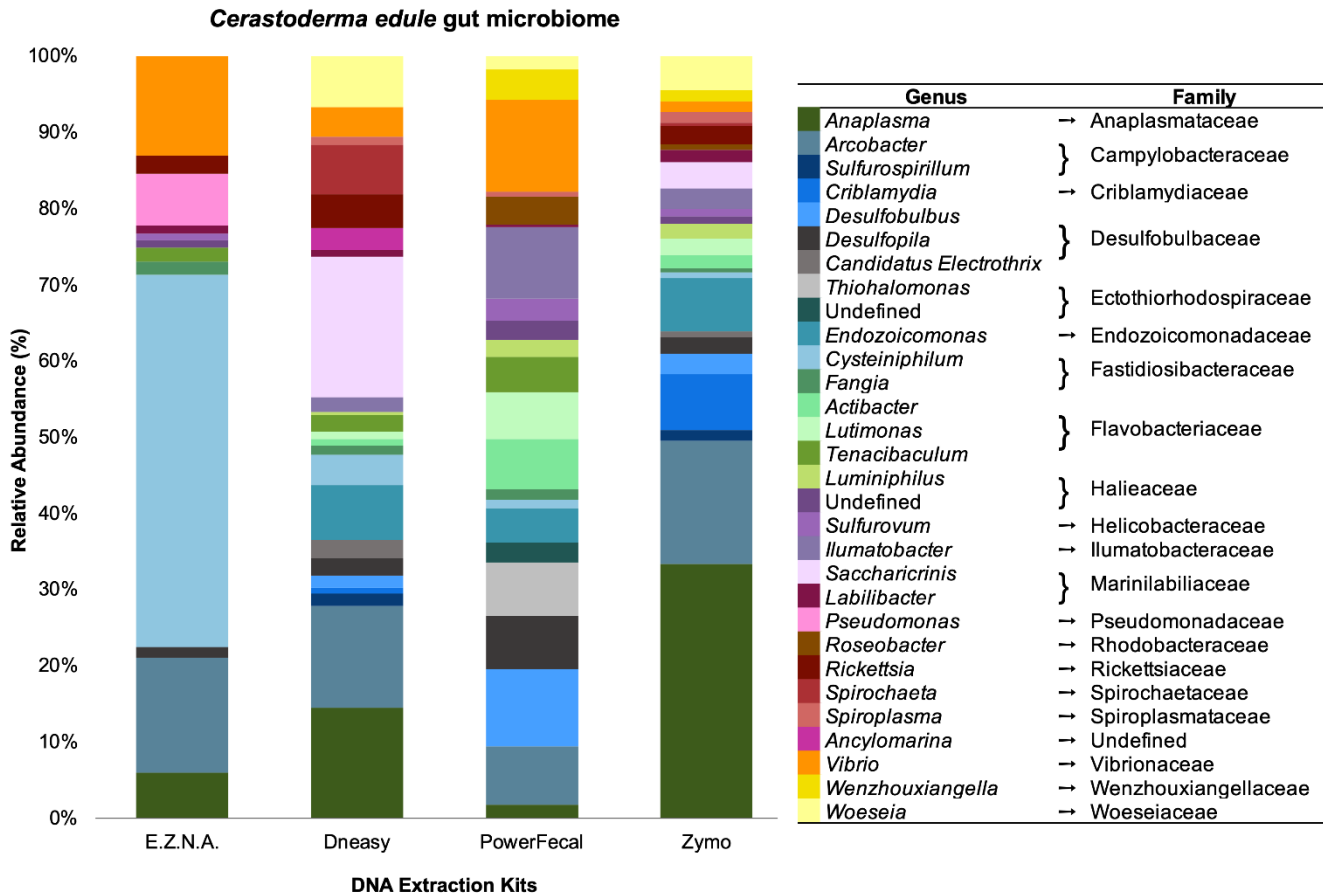 Cerastoderma edule gut microbiome
100%
90%
80%
70%
60%
50%
40%
30%
20%
10%
0%
Relative Abundance (%)
E.Z.N.A. Dneasy PowerFecal Zymo
DNA Extraction Kits
Genus Family
Anaplasma → Anaplasmataceae
Arcobacter
} Campylobacteraceae
Sulfurospirillum
Criblamydia → Criblamydiaceae
Desulfobulbus
Desulfopila } Desulfobulbaceae
Candidatus Electrothrix
Thiohalomonas
} Ectothiorhodospiraceae
Undefined
Endozoicomonas → Endozoicomonadaceae
Cysteiniphilum
} Fastidiosibacteraceae
Fangia
Actibacter
Lutimonas } Flavobacteriaceae
Tenacibaculum
Luminiphilus
} Halieaceae
Undefined
Sulfurovum → Helicobacteraceae
Ilumatobacter → Ilumatobacteraceae
Saccharicrinis
} Marinilabiliaceae
Labilibacter
Pseudomonas → Pseudomonadaceae
Roseobacter → Rhodobacteraceae
Rickettsia → Rickettsiaceae
Spirochaeta → Spirochaetaceae
Spiroplasma → Spiroplasmataceae
Ancylomarina → Undefined
Vibrio → Vibrionaceae
Wenzhouxiangella → Wenzhouxiangellaceae
Woeseia → Woeseiaceae